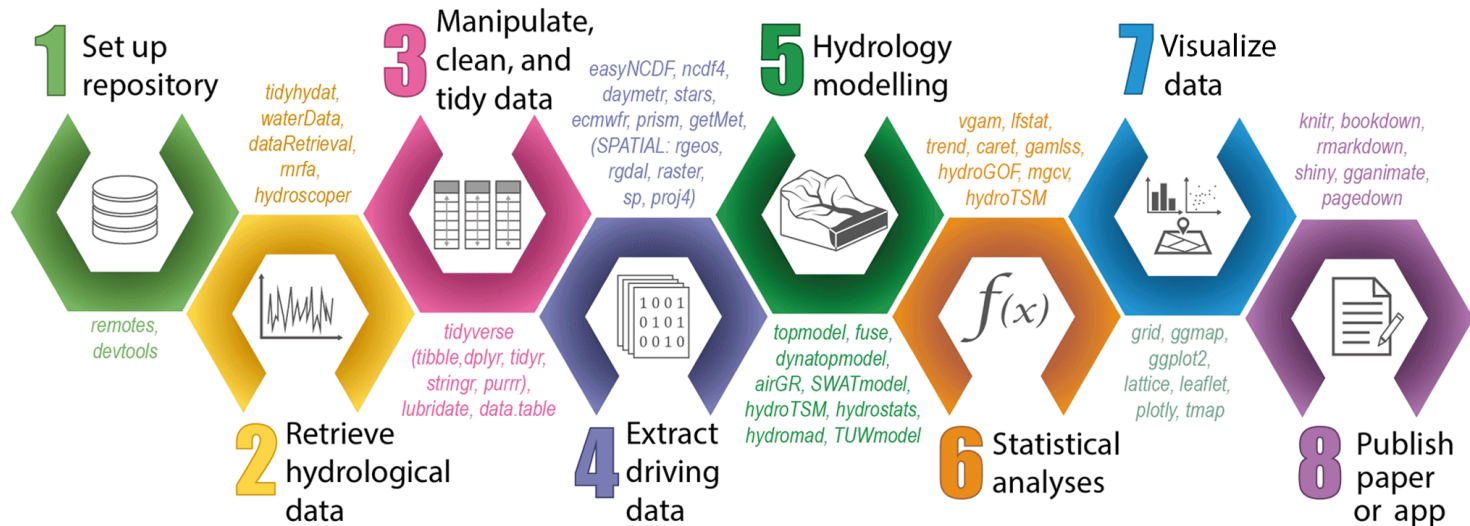 1 Set up
repository
remotes,
devtools
tidyhydat,
waterData,
dataRetrieval,
rnrfa,
hydroscoper
2 Retrieve
hydrological
data
3 Manipulate,
clean, and
tidy data
tidyverse
(tibble,dplyr, tidyr,
stringr, purrr),
lubridate, data.table
easyNCDF, ncdf4,
daymetr, stars,
ecmwfr, prism, getMet,
(SPATIAL: rgeos,
rgdal, raster,
sp, proj4)
1001
0101
0010
4 Extract
driving
data
5 Hydrology
modelling
topmodel, fuse,
dynatopmodel,
airGR, SWATmodel,
hydroTSM, hydrostats,
hydromad, TUWmodel
vgam, lfstat,
trend, caret, gamlss,
hydroGOF, mgcv,
hydroTSM
f(x)
6 Statistical
analyses
7 Visualize
data
grid, ggmap,
ggplot2,
lattice, leaflet,
plotly, tmap
knitr, bookdown,
rmarkdown,
shiny, gganimate,
pagedown
8 Publish
paper
or app